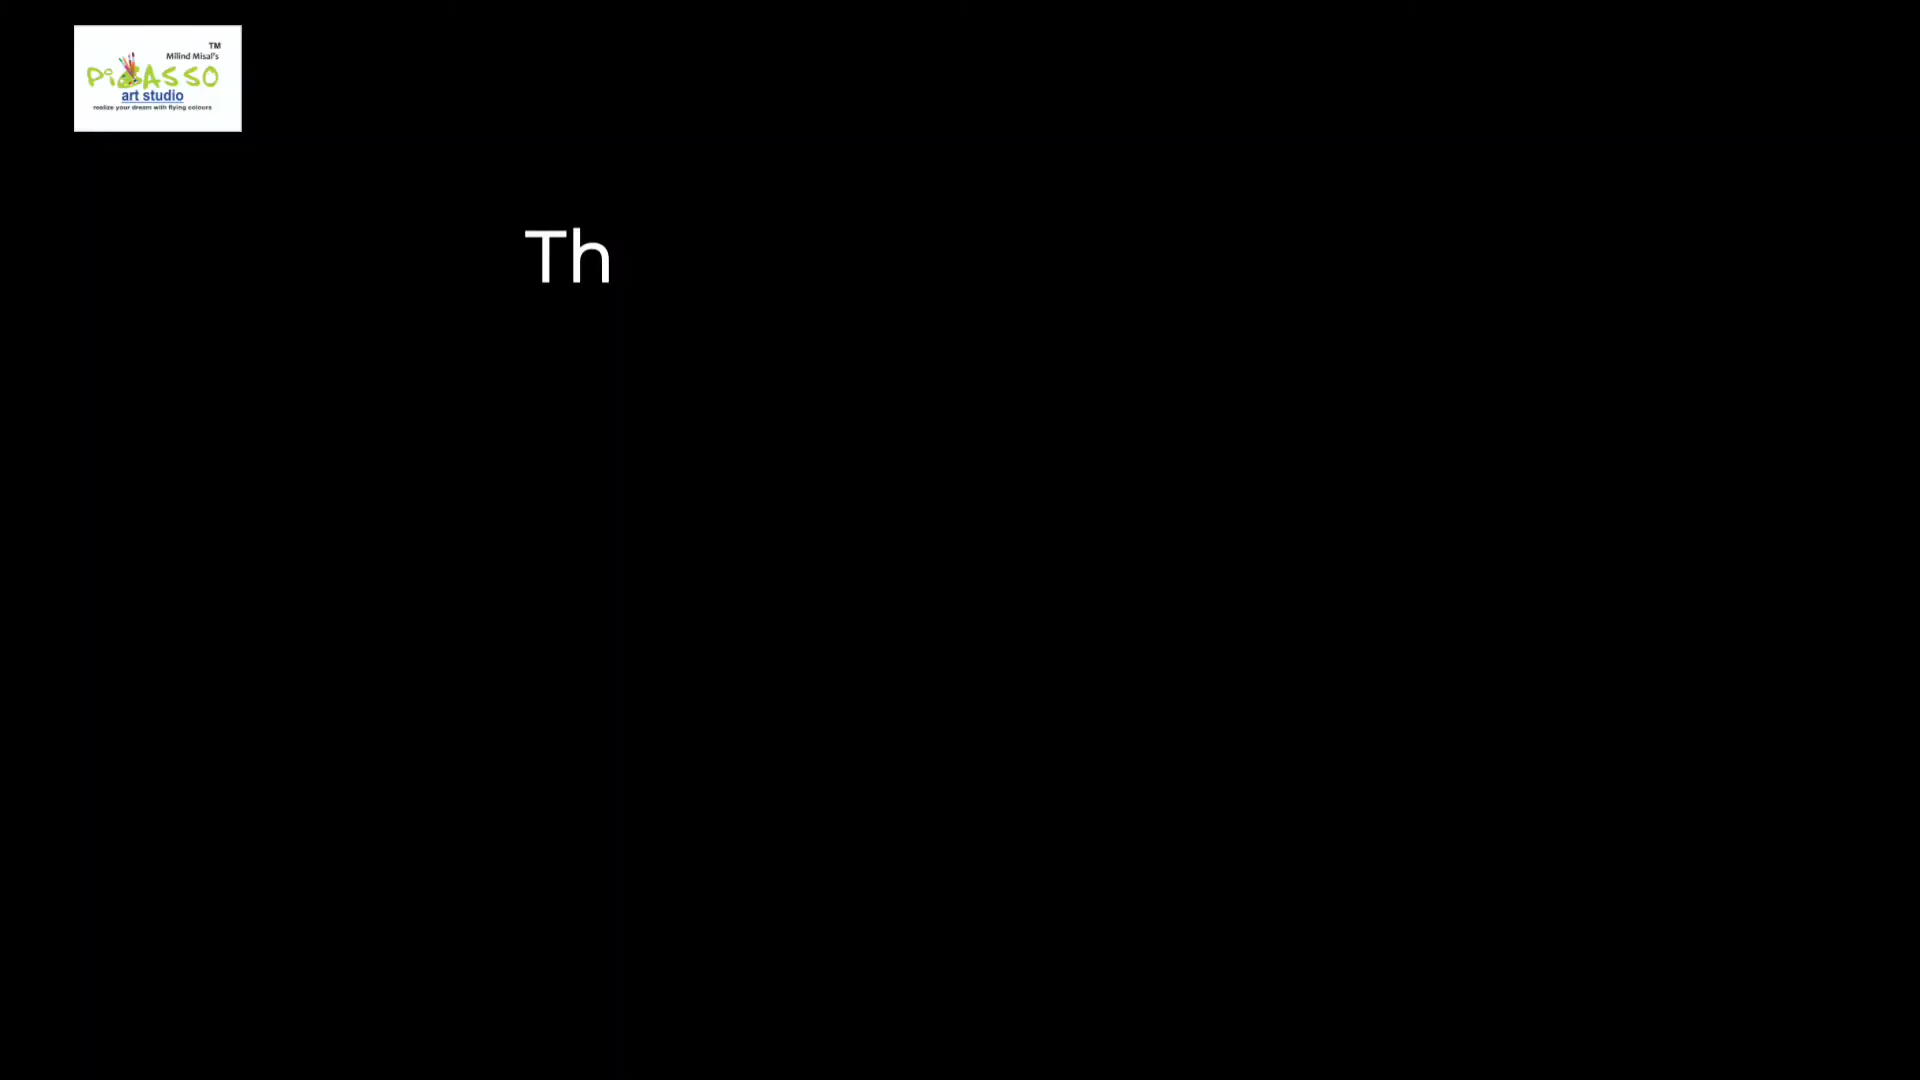 TM
Milind Misal's
PiCASSO
art studio
realize your dream with flying colours
Th